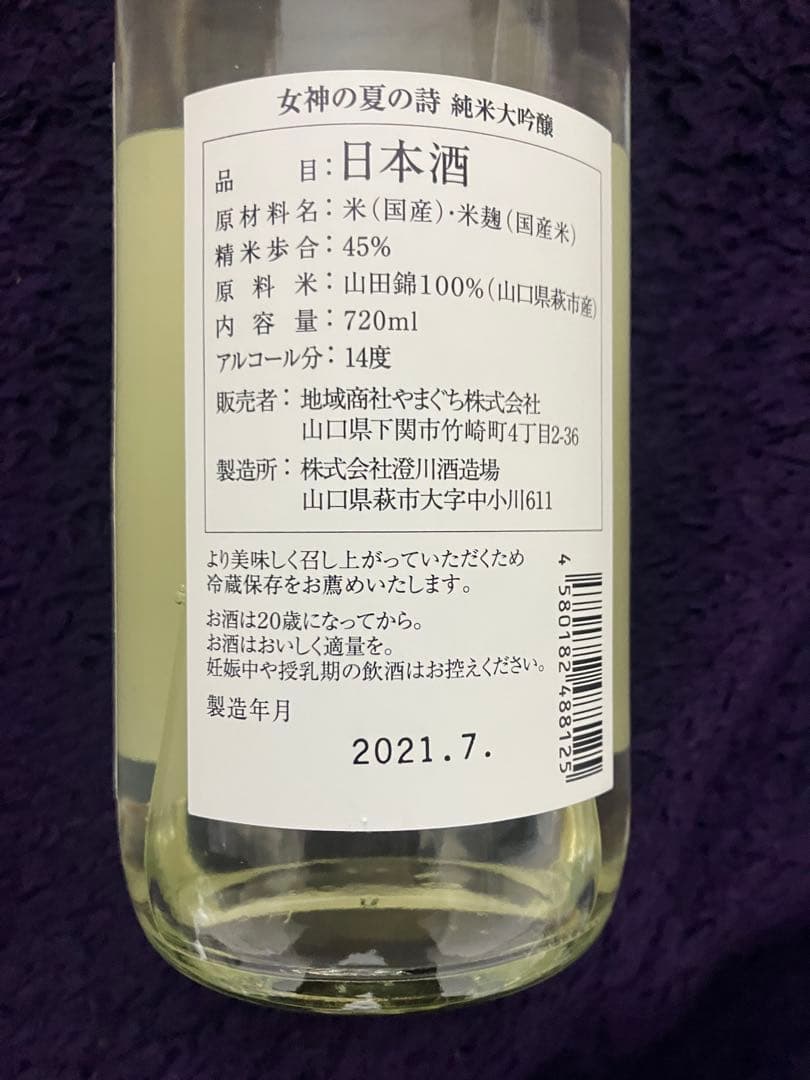 女神の夏の詩 純米大吟醸
品目：日本酒
原材料名：米（国産）・米麹（国産米）
精米歩合：45%
原料米：山田錦100%（山口県萩市産）
内容量：720ml
アルコール分：14度
販売者：地域商社やまぐち株式会社
山口県下関市竹崎町4丁目2-36
製造所：株式会社澄川酒造場
山口県萩市大字中小川611
より美味しく召し上がっていただくため
冷蔵保存をお薦めいたします。
お酒は20歳になってから。
お酒はおいしく適量を。
妊娠中や授乳期の飲酒はお控えください。
製造年月
2021.7.
4 580182 488125